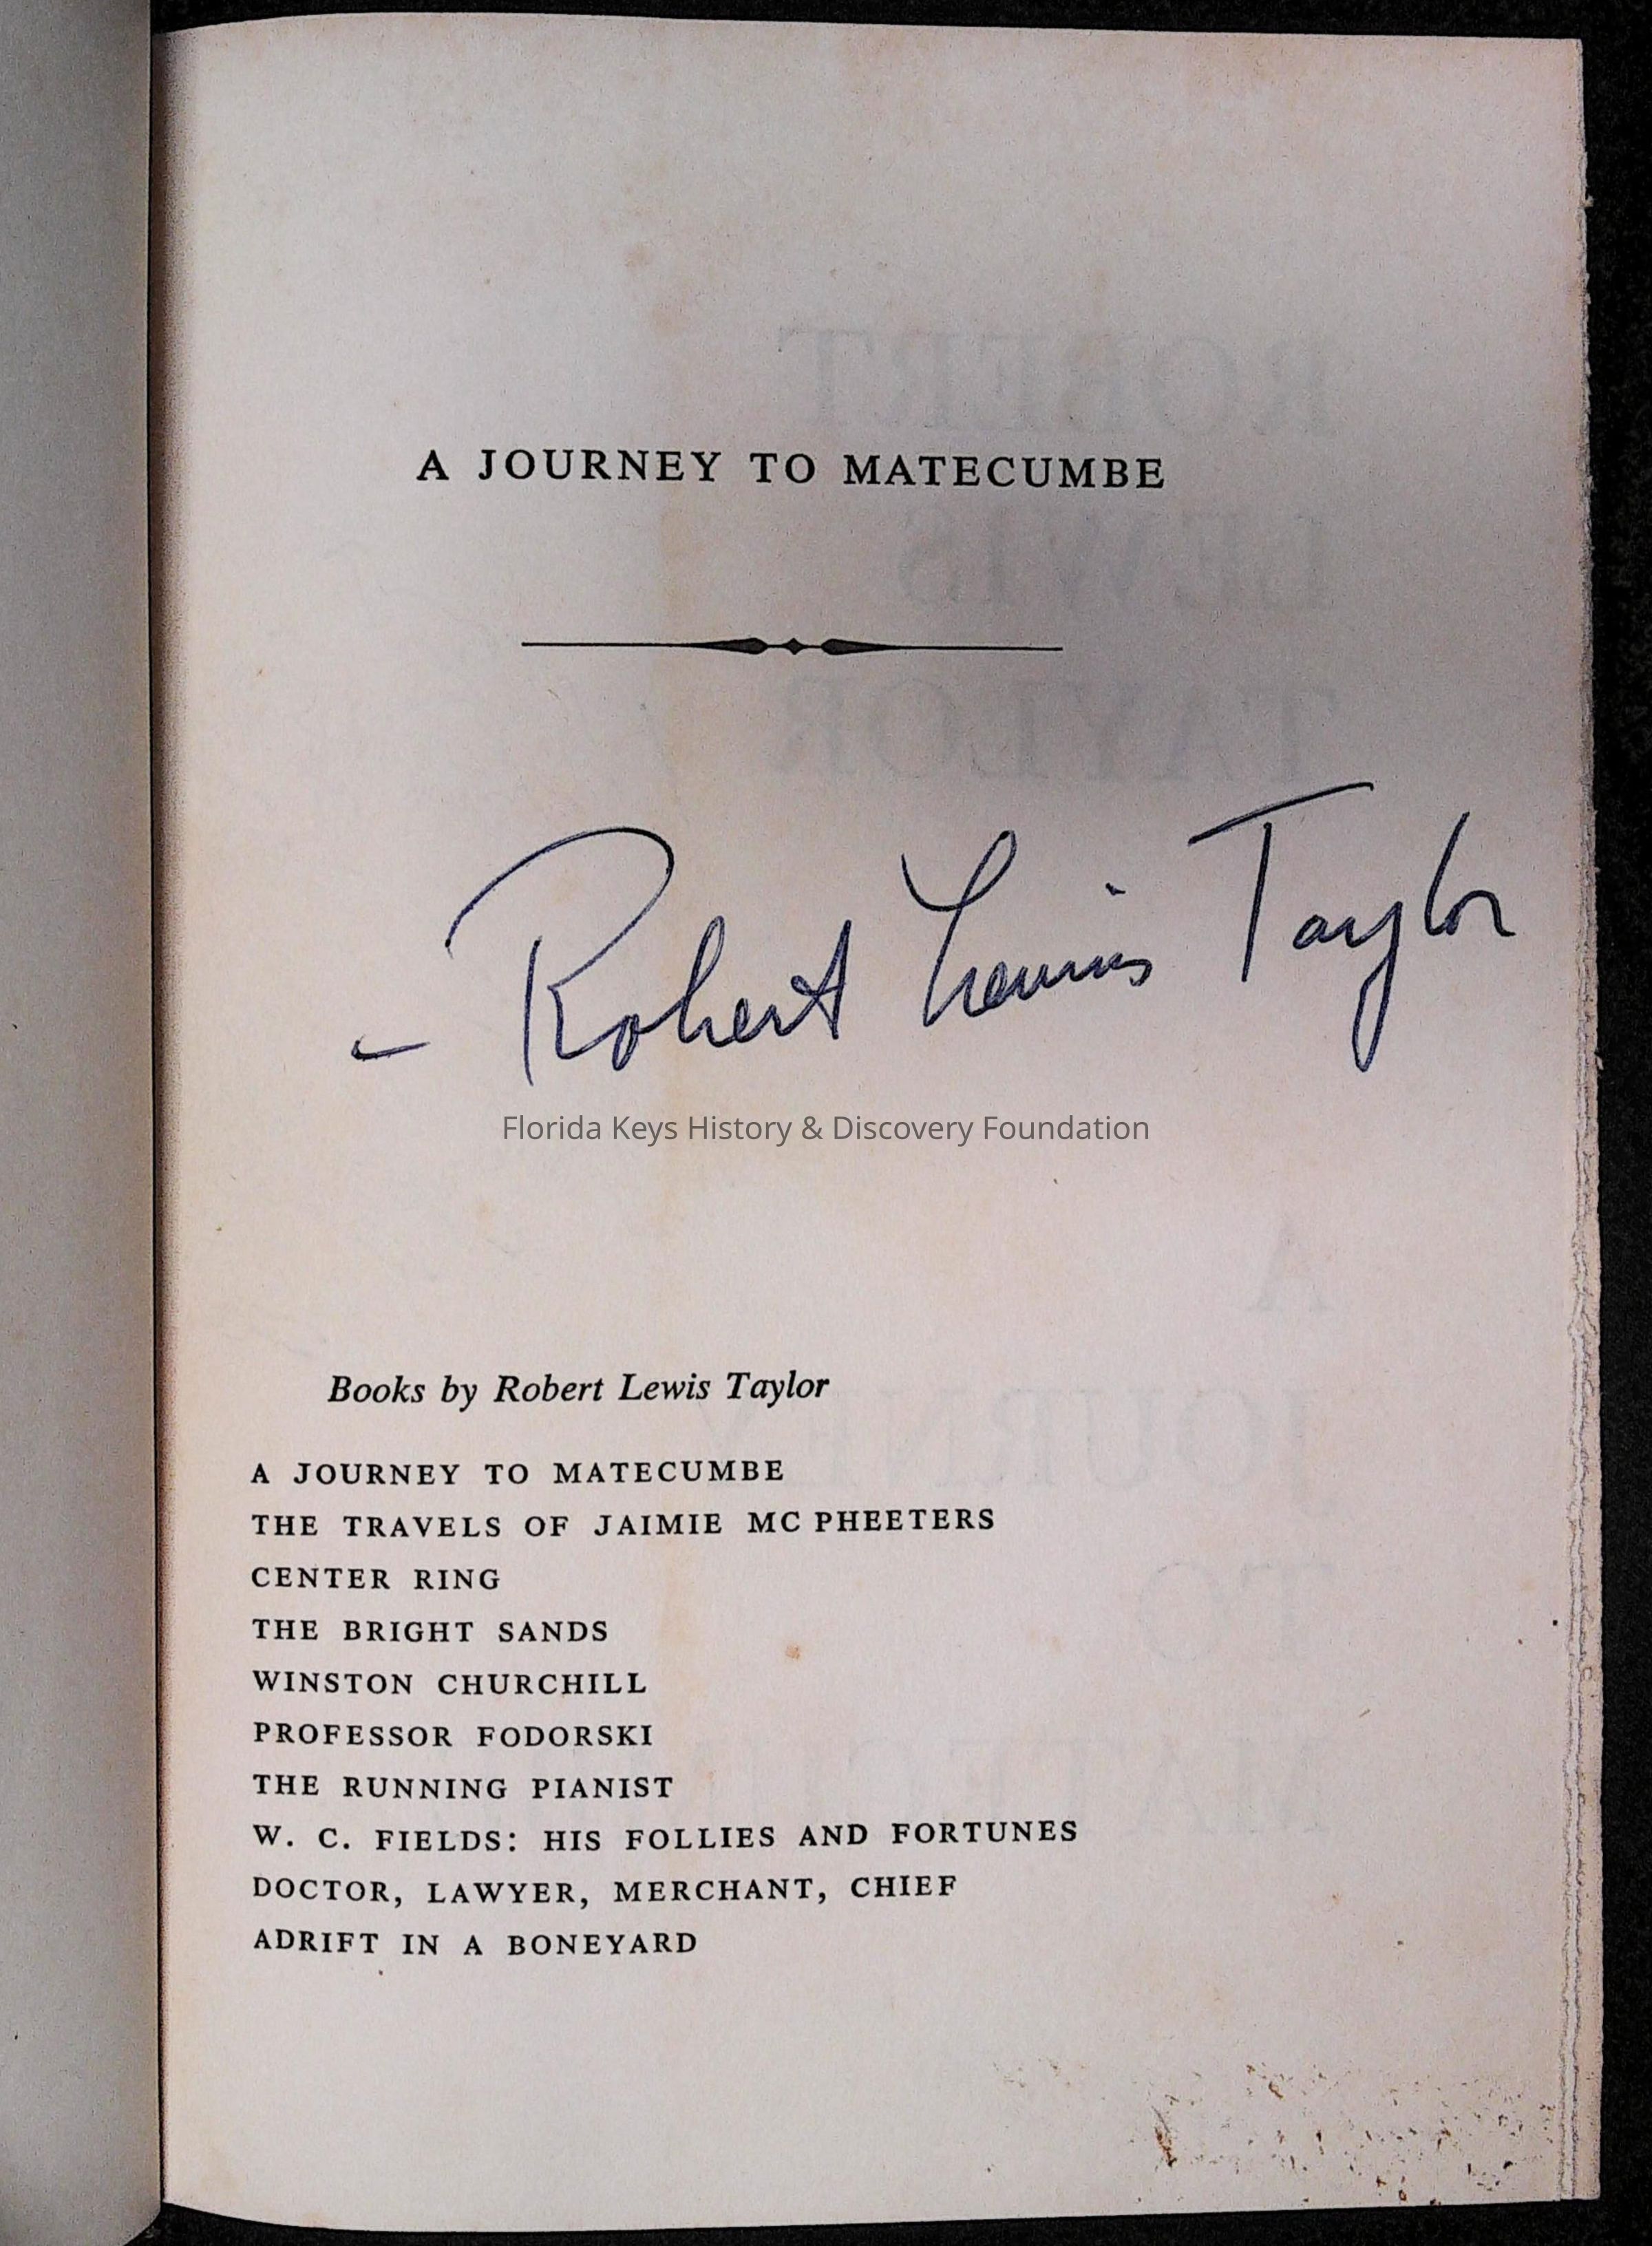 A JOURNEY TO MATECUMBE
— Robert Lewis Taylor
Florida Keys History & Discovery Foundation
Books by Robert Lewis Taylor
A JOURNEY TO MATECUMBE
THE TRAVELS OF JAIMIE MC PHEETERS
CENTER RING
THE BRIGHT SANDS
WINSTON CHURCHILL
PROFESSOR FODORSKI
THE RUNNING PIANIST
W. C. FIELDS: HIS FOLLIES AND FORTUNES
DOCTOR, LAWYER, MERCHANT, CHIEF
ADRIFT IN A BONEYARD